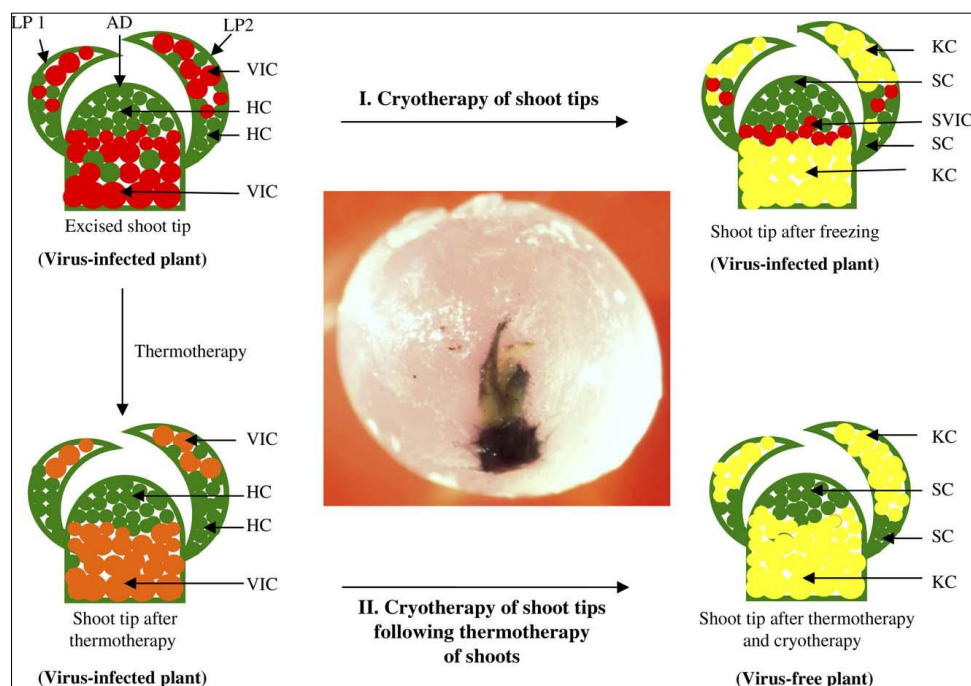 LP 1
AD
LP2
VIC
HC
HC
VIC
Excised shoot tip
(Virus-infected plant)
I. Cryotherapy of shoot tips
KC
SC
SVIC
SC
KC
Shoot tip after freezing
(Virus-infected plant)
Thermotherapy
VIC
HC
HC
VIC
Shoot tip after
thermotherapy
(Virus-infected plant)
II. Cryotherapy of shoot tips
following thermotherapy
of shoots
KC
SC
SC
KC
Shoot tip after thermotherapy
and cryotherapy
(Virus-free plant)